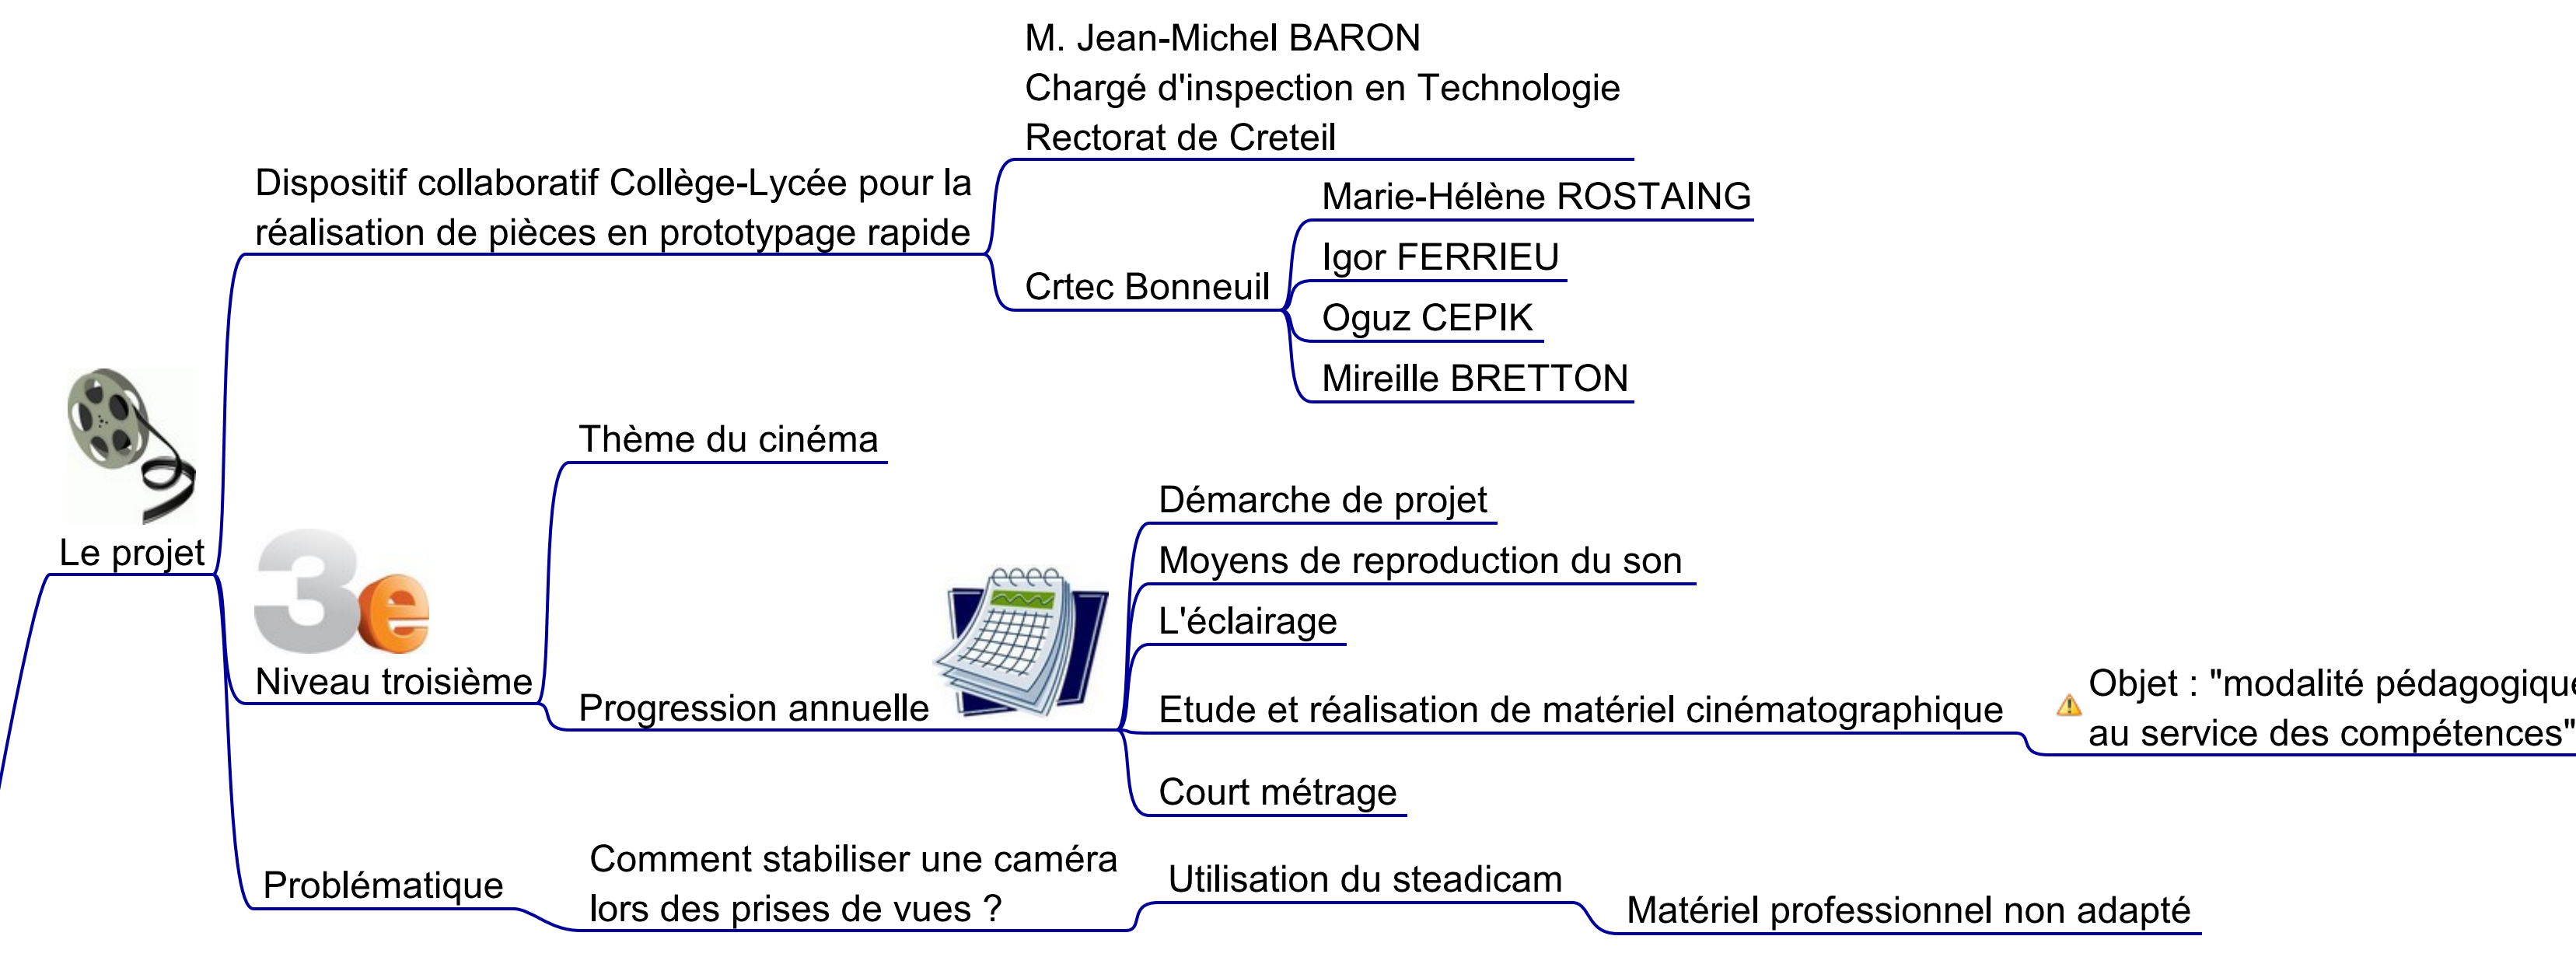 M. Jean-Michel BARON
Chargé d'inspection en Technologie
Rectorat de Creteil
Dispositif collaboratif Collège-Lycée pour la
réalisation de pièces en prototypage rapide
Marie-Hélène ROSTAING
Igor FERRIEU
Crtec Bonneuil
Oguz CEPIK
Mireille BRETTON
Thème du cinéma
Démarche de projet
Le projet
Moyens de reproduction du son
3e
L'éclairage
Niveau troisième
Progression annuelle
Etude et réalisation de matériel cinématographique
Objet : "modalité pédagogique
au service des compétences"
Court métrage
Problématique
Comment stabiliser une caméra
lors des prises de vues ?
Utilisation du steadicam
Matériel professionnel non adapté